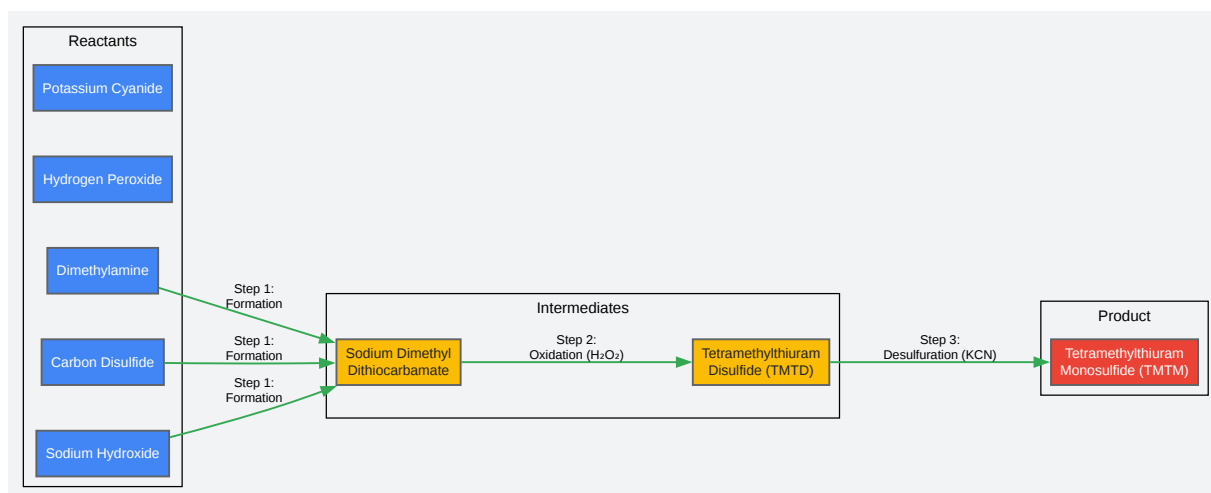 Reactants
Potassium Cyanide
Hydrogen Peroxide
Dimethylamine
Carbon Disulfide
Sodium Hydroxide
Step 1:
Formation
Step 1:
Formation
Step 1:
Formation
Intermediates
Sodium Dimethyl
Dithiocarbamate
Step 2:
Oxidation (H₂O₂)
Tetramethylthiuram
Disulfide (TMTD)
Step 3:
Desulfuration (KCN)
Product
Tetramethylthiuram
Monosulfide (TMTM)